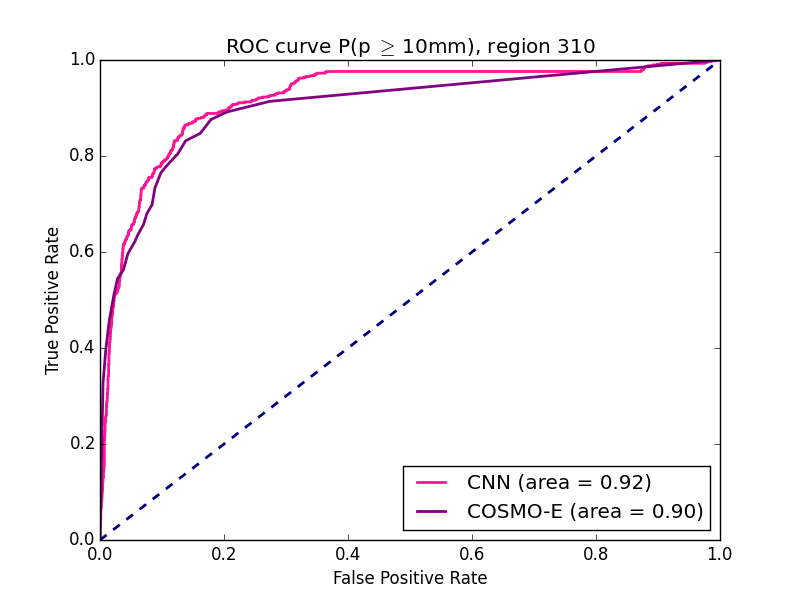 ROC curve P(p ≥ 10mm), region 310
True Positive Rate
1.0
0.8
0.6
0.4
0.2
0.0
CNN (area = 0.92)
COSMO-E (area = 0.90)
0.0 0.2 0.4 0.6 0.8 1.0
False Positive Rate